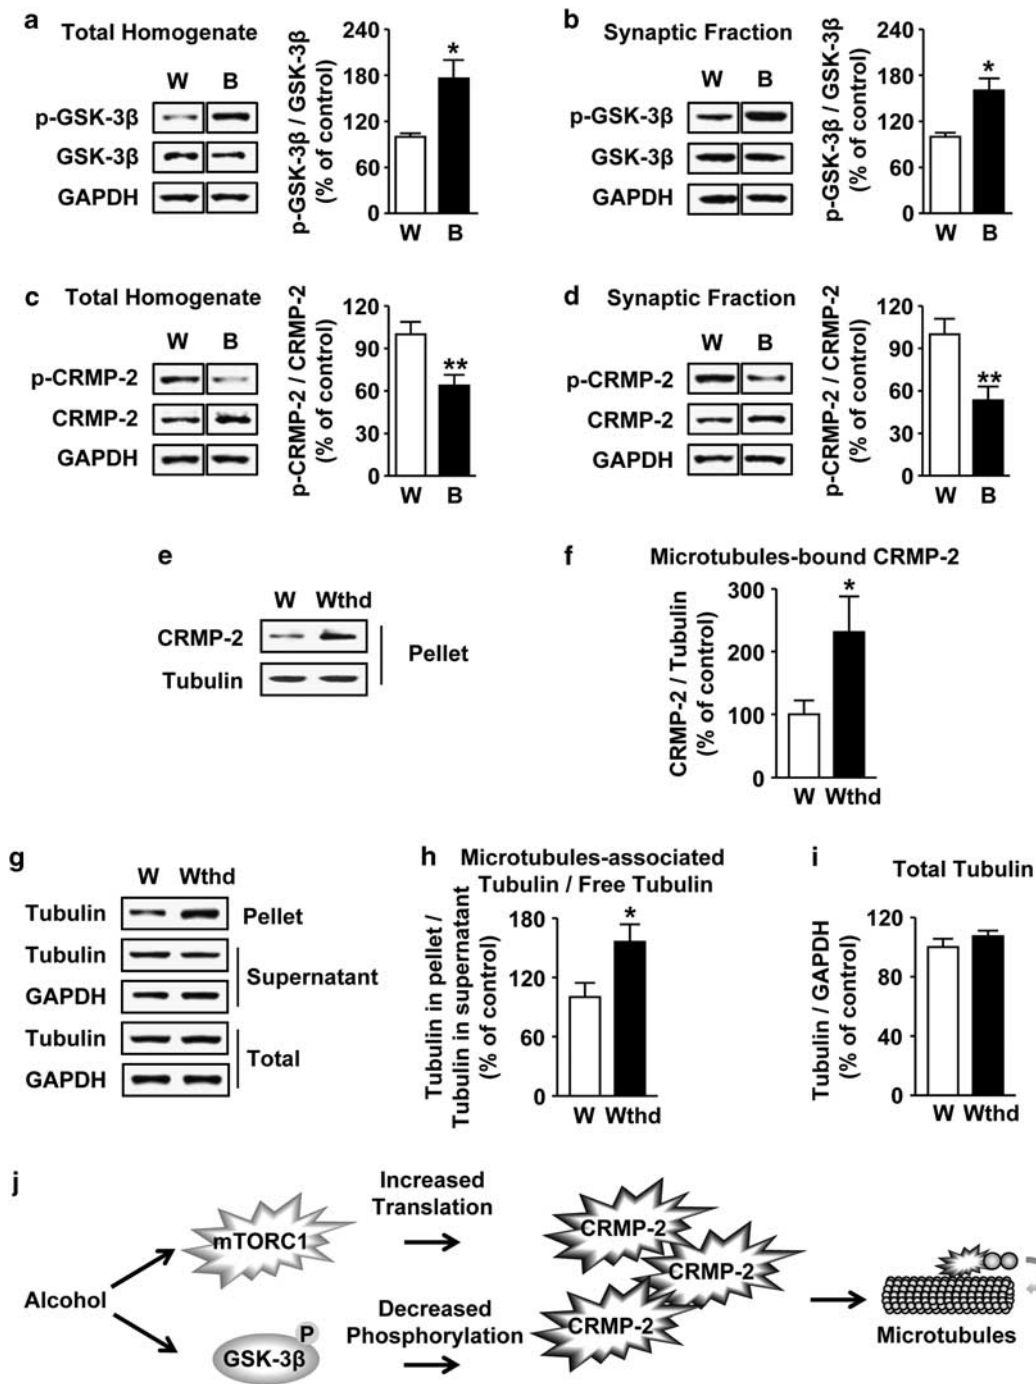 a Total Homogenate
W B
p-GSK-3β
GSK-3β
GAPDH
p-GSK-3β / GSK-3β
(% of control)
240
180
120
60
0
*
W B
b Synaptic Fraction
W B
p-GSK-3β
GSK-3β
GAPDH
p-GSK-3β / GSK-3β
(% of control)
240
180
120
60
0
*
W B
c Total Homogenate
W B
p-CRMP-2
CRMP-2
GAPDH
p-CRMP-2 / CRMP-2
(% of control)
120
90
60
30
0
**
W B
d Synaptic Fraction
W B
p-CRMP-2
CRMP-2
GAPDH
p-CRMP-2 / CRMP-2
(% of control)
120
90
60
30
0
**
W B
e
W Wthd
CRMP-2
Tubulin
Pellet
f Microtubules-bound CRMP-2
CRMP-2 / Tubulin
(% of control)
300
200
100
0
*
W Wthd
g
W Wthd
Tubulin Pellet
Tubulin
GAPDH
Supernatant
Tubulin
GAPDH
Total
h Microtubules-associated
Tubulin / Free Tubulin
Tubulin in pellet /
Tubulin in supernatant
(% of control)
180
120
60
0
*
W Wthd
i Total Tubulin
Tubulin / GAPDH
(% of control)
120
80
40
0
W Wthd
j
Alcohol
mTORC1
P
GSK-3β
Increased
Translation
Decreased
Phosphorylation
CRMP-2
CRMP-2
CRMP-2
Microtubules